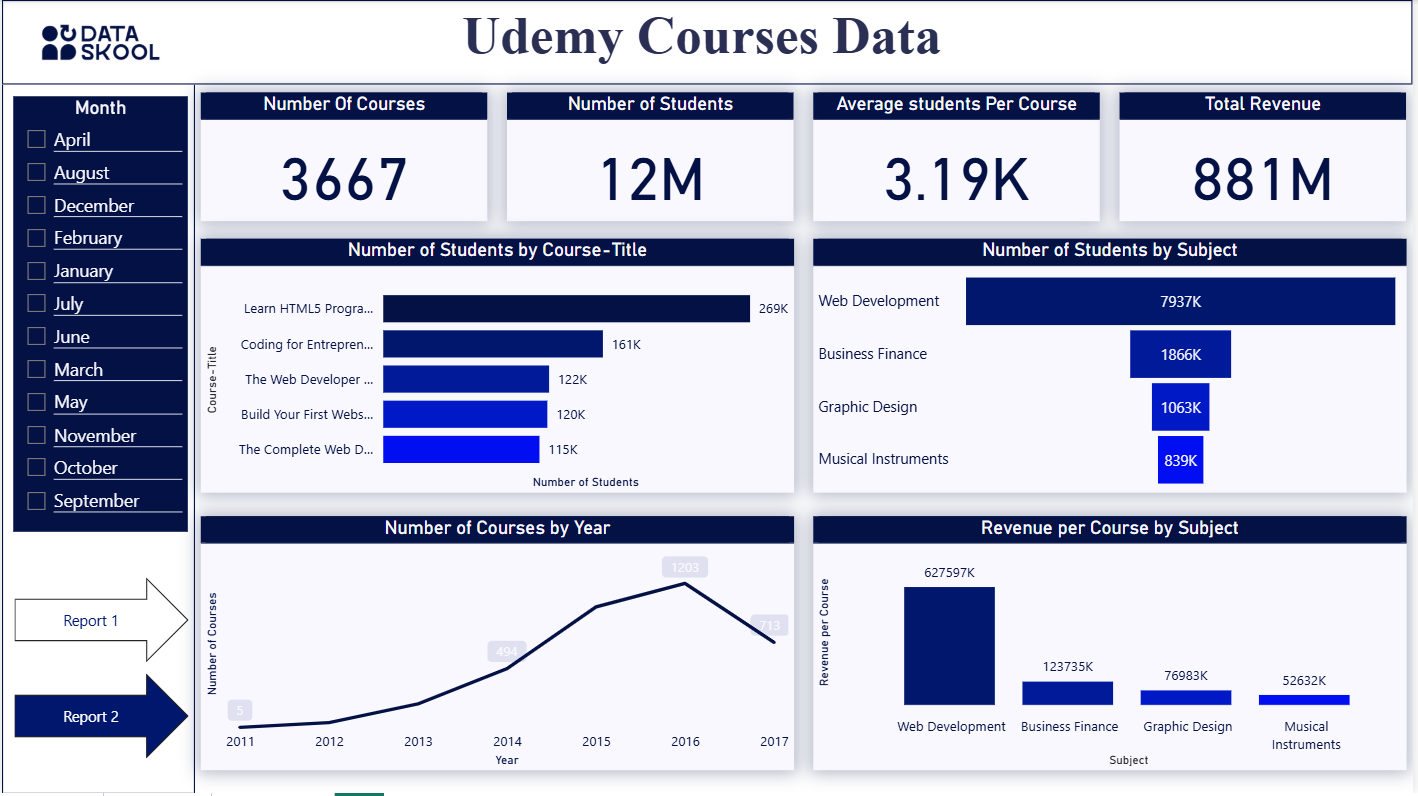 DATA
SKOOL
Udemy Courses Data
Month
April
August
December
February
January
July
June
March
May
November
October
September
Report 1
Report 2
Number Of Courses
3667
Number of Students
12M
Average students Per Course
3.19K
Total Revenue
881M
Number of Students by Course-Title
Course-Title
Learn HTML5 Progra... 269K
Coding for Entrepren... 161K
The Web Developer ... 122K
Build Your First Webs... 120K
The Complete Web D... 115K
Number of Students
Number of Students by Subject
Web Development 7937K
Business Finance 1866K
Graphic Design 1063K
Musical Instruments 839K
Number of Courses by Year
Number of Courses
5
494
1203
713
2011 2012 2013 2014 2015 2016 2017
Year
Revenue per Course by Subject
Revenue per Course
627597K
123735K
76983K
52632K
Web Development Business Finance Graphic Design Musical
Instruments
Subject